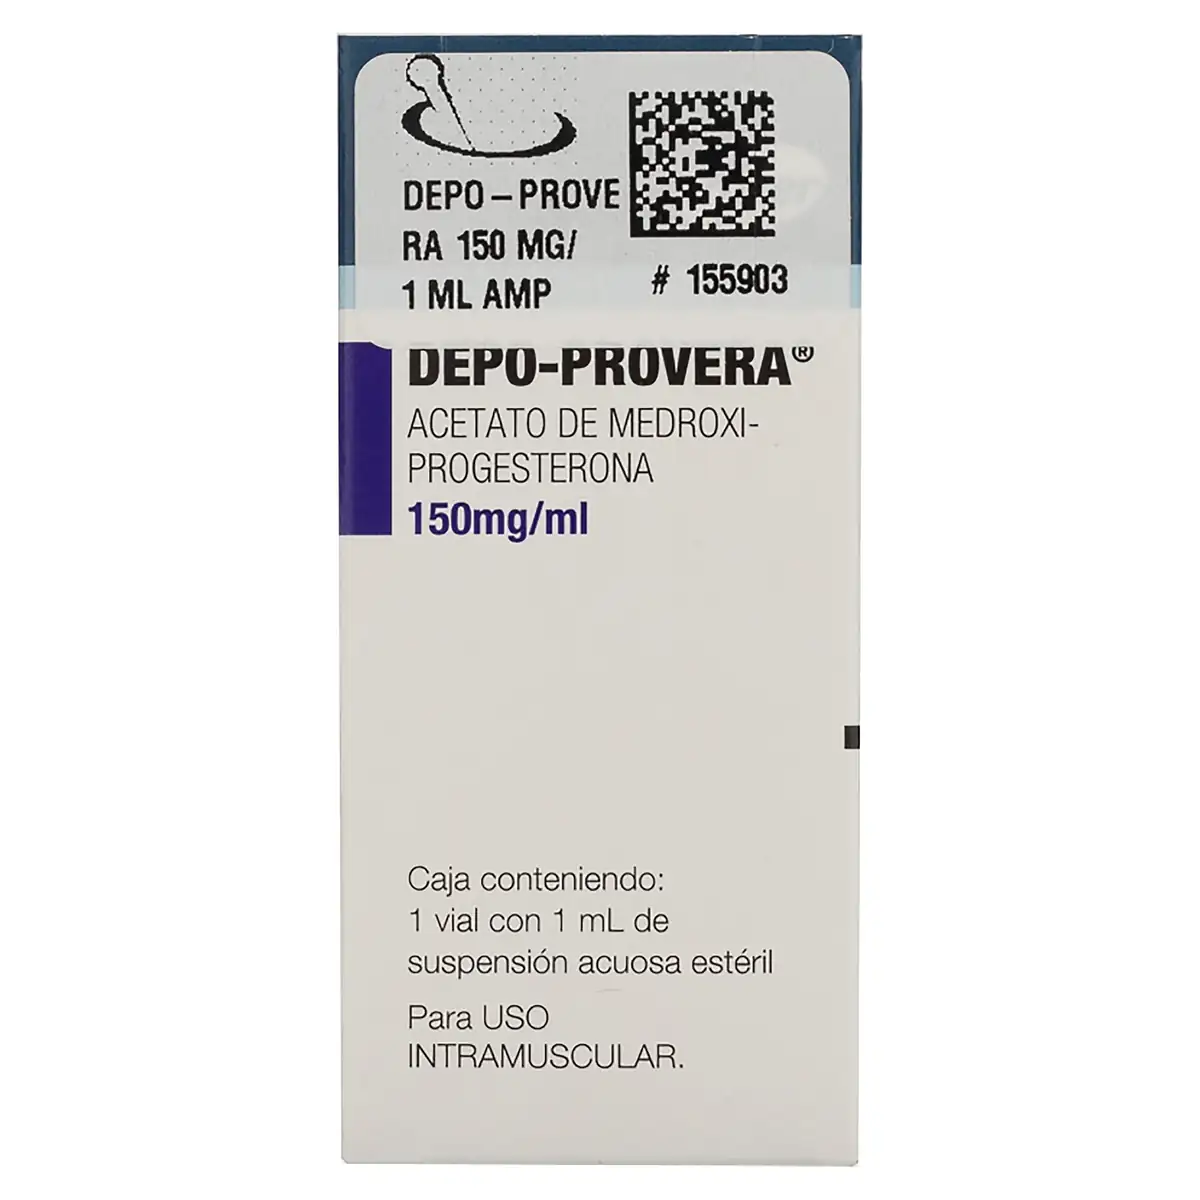 DEPO – PROVE
RA 150 MG/
1 ML AMP
# 155903
DEPO-PROVERA®
ACETATO DE MEDROXI-
PROGESTERONA
150mg/ml
Caja conteniendo:
1 vial con 1 mL de
suspensión acuosa estéril
Para USO
INTRAMUSCULAR.